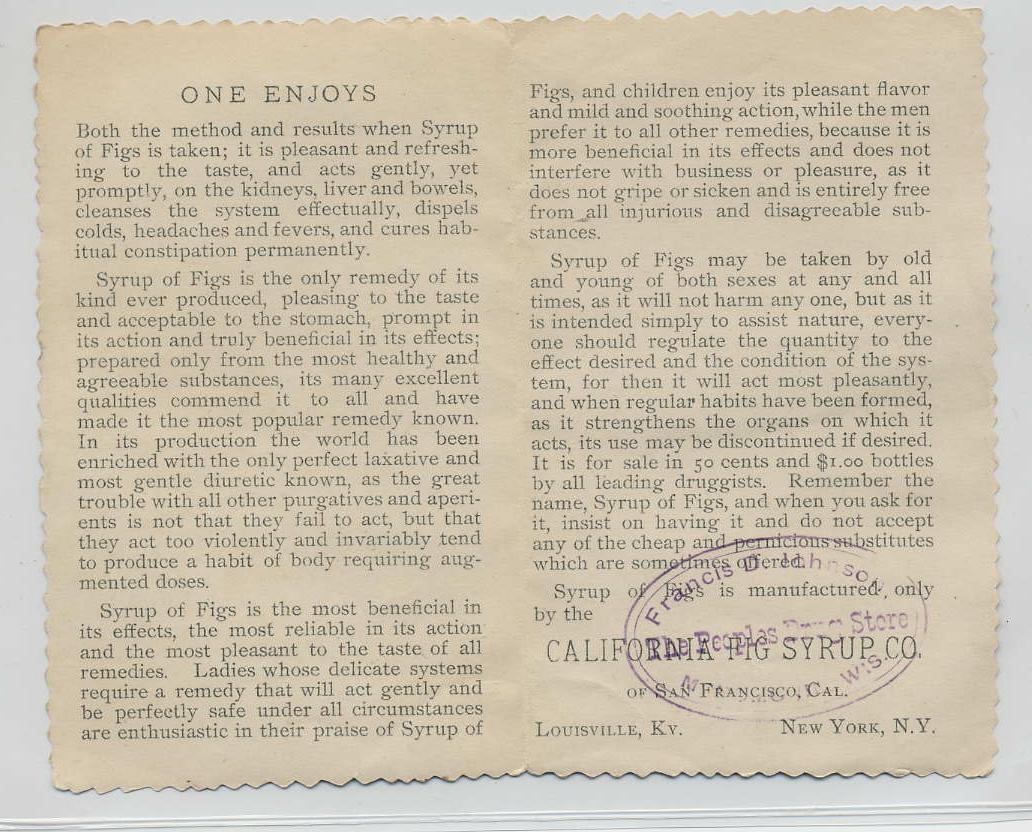 ONE ENJOYS
Both the method and results when Syrup
of Figs is taken; it is pleasant and refresh-
ing to the taste, and acts gently, yet
promptly, on the kidneys, liver and bowels,
cleanses the system effectually, dispels
colds, headaches and fevers, and cures hab-
itual constipation permanently.
Syrup of Figs is the only remedy of its
kind ever produced, pleasing to the taste
and acceptable to the stomach, prompt in
its action and truly beneficial in its effects;
prepared only from the most healthy and
agreeable substances, its many excellent
qualities commend it to all and have
made it the most popular remedy known.
In its production the world has been
enriched with the only perfect laxative and
most gentle diuretic known, as the great
trouble with all other purgatives and aperi-
ents is not that they fail to act, but that
they act too violently and invariably tend
to produce a habit of body requiring aug-
mented doses.
Syrup of Figs is the most beneficial in
its effects, the most reliable in its action
and the most pleasant to the taste of all
remedies. Ladies whose delicate systems
require a remedy that will act gently and
be perfectly safe under all circumstances
are enthusiastic in their praise of Syrup of
Figs, and children enjoy its pleasant flavor
and mild and soothing action, while the men
prefer it to all other remedies, because it is
more beneficial in its effects and does not
interfere with business or pleasure, as it
does not gripe or sicken and is entirely free
from all injurious and disagreeable sub-
stances.
Syrup of Figs may be taken by old
and young of both sexes at any and all
times, as it will not harm any one, but as it
is intended simply to assist nature, every-
one should regulate the quantity to the
effect desired and the condition of the sys-
tem, for then it will act most pleasantly,
and when regular habits have been formed,
as it strengthens the organs on which it
acts, its use may be discontinued if desired.
It is for sale in 50 cents and $1.00 bottles
by all leading druggists. Remember the
name, Syrup of Figs, and when you ask for
it, insist on having it and do not accept
any of the cheap and pernicious substitutes
which are sometimes offered.
Syrup of Figs is manufactured, only
by the
CALIFORNIA FIG SYRUP CO.
OF SAN FRANCISCO, CAL.
LOUISVILLE, KY. NEW YORK, N.Y.
Francis D. Johnson
The Peoples Drug Store
Wis.